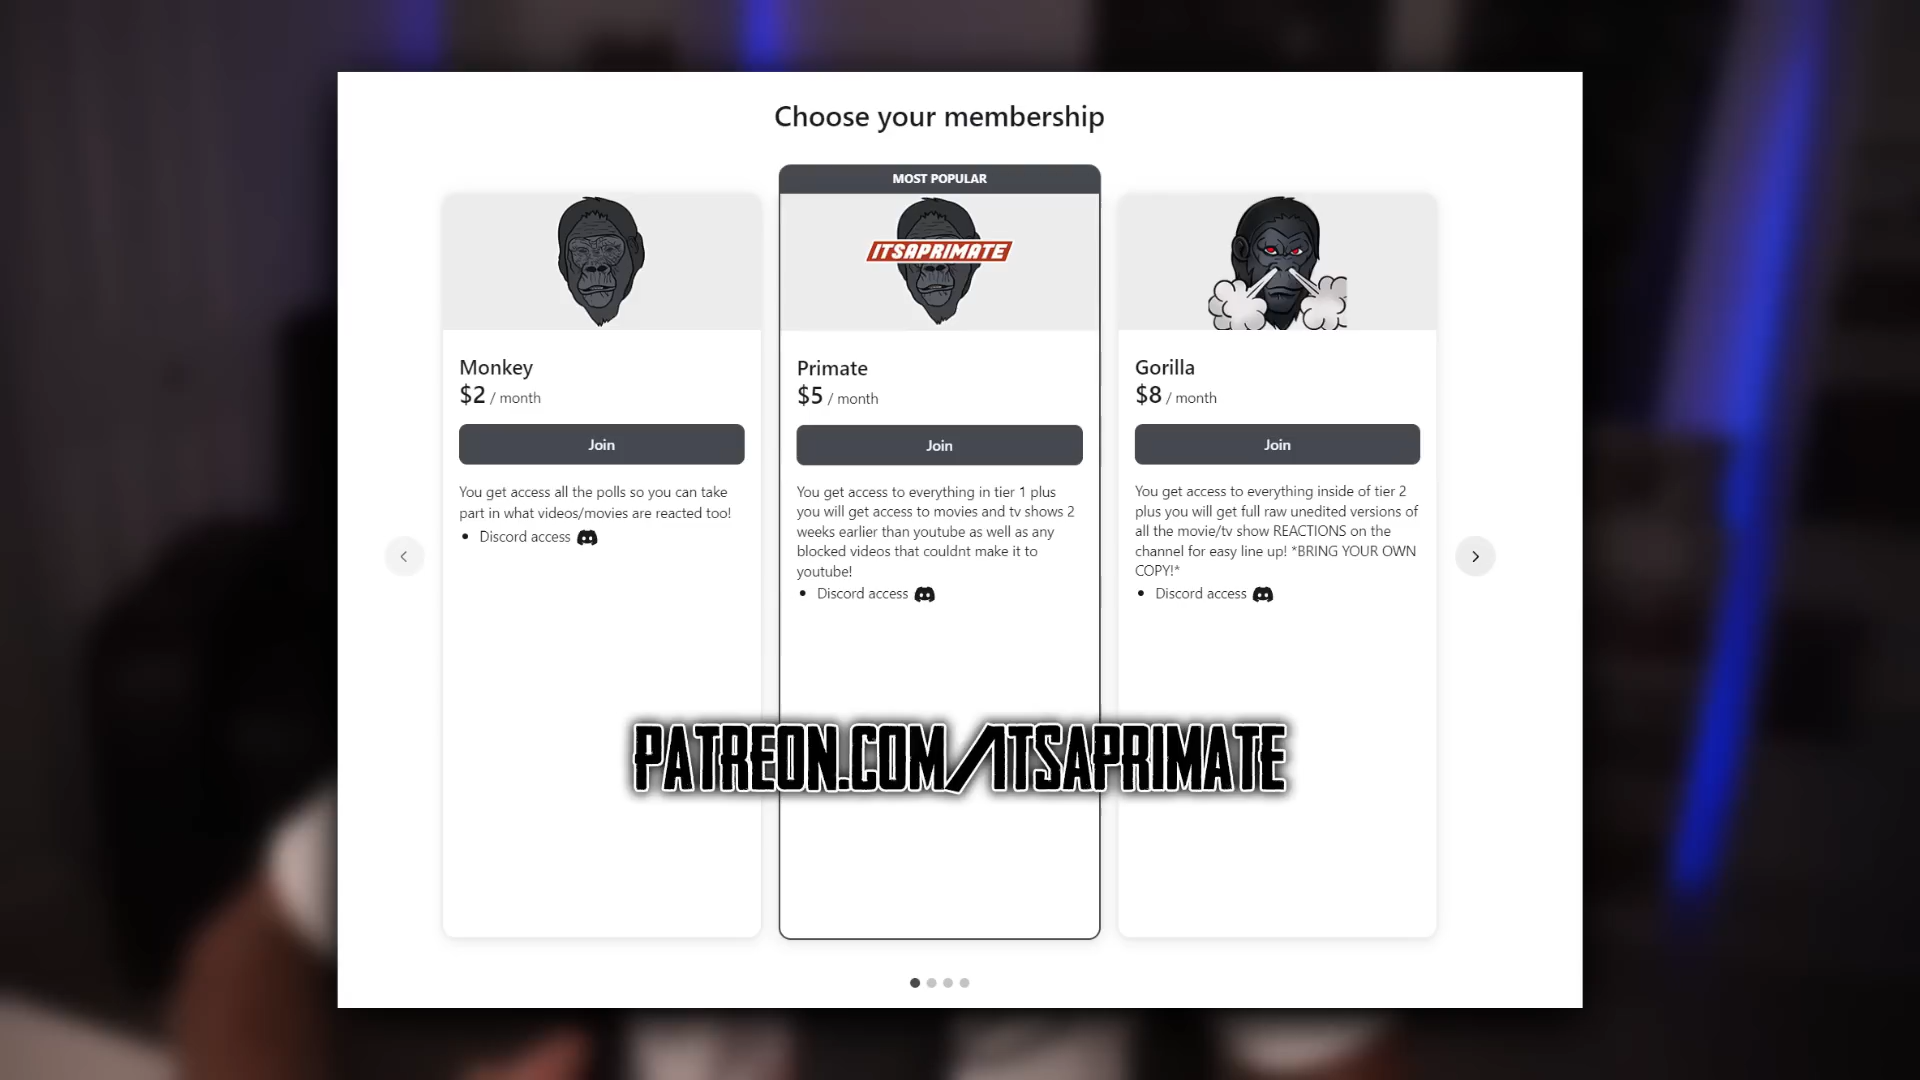 Choose your membership
MOST POPULAR
ITSAPRIMATE
Monkey
$2 / month
Join
You get access all the polls so you can take
part in what videos/movies are reacted too!
• Discord access
Primate
$5 / month
Join
You get access to everything in tier 1 plus
you will get access to movies and tv shows 2
weeks earlier than youtube as well as any
blocked videos that couldnt make it to
youtube!
• Discord access
Gorilla
$8 / month
Join
You get access to everything inside of tier 2
plus you will get full raw unedited versions of
all the movie/tv show REACTIONS on the
channel for easy line up! *BRING YOUR OWN
COPY!*
• Discord access
PATREON.COM/ITSAPRIMATE